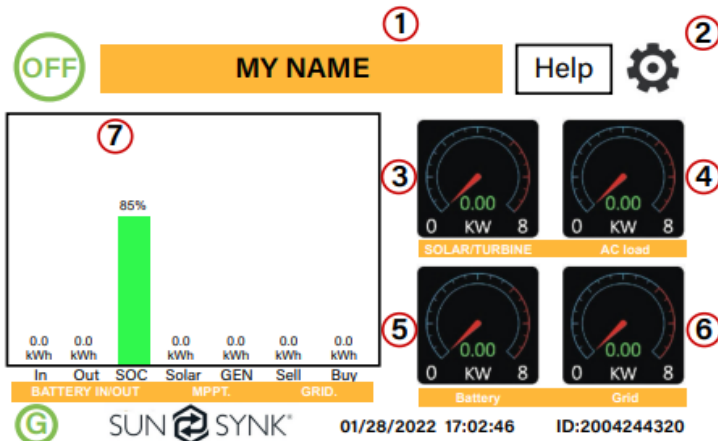 1
2
OFF
MY NAME
Help
7
85%
0.0 kWh
0.0 kWh
0.0 kWh
0.0 kWh
0.0 kWh
0.0 kWh
In Out SOC Solar GEN Sell Buy
BATTERY IN/OUT MPPT. GRID.
3
0.00
0 KW 8
0.00
0 KW 8
4
SOLAR/TURBINE AC load
5
0.00
0 KW 8
0.00
0 KW 8
6
Battery Grid
G
SUN SYNK®
01/28/2022 17:02:46 ID:2004244320